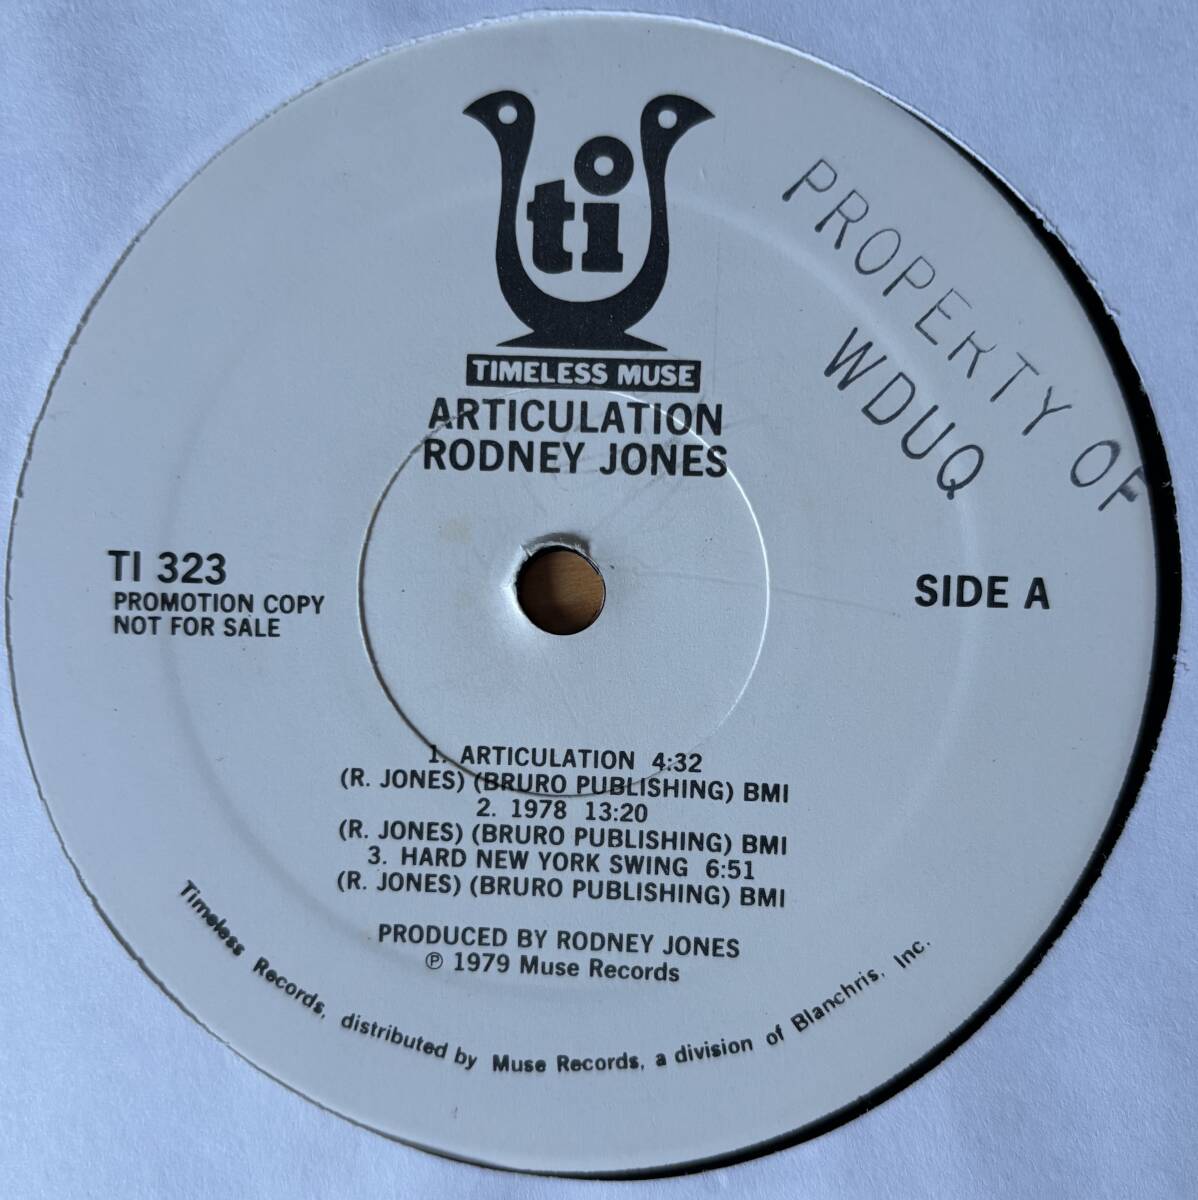 ti
TIMELESS MUSE
ARTICULATION
RODNEY JONES
PROPERTY OF
WDUQ
TI 323
PROMOTION COPY
NOT FOR SALE
SIDE A
1. ARTICULATION 4:32
(R. JONES) (BRURO PUBLISHING) BMI
2. 1978 13:20
(R. JONES) (BRURO PUBLISHING) BMI
3. HARD NEW YORK SWING 6:51
(R. JONES) (BRURO PUBLISHING) BMI
PRODUCED BY RODNEY JONES
℗ 1979 Muse Records
Timeless Records, distributed by Muse Records, a division of Blanchris, Inc.